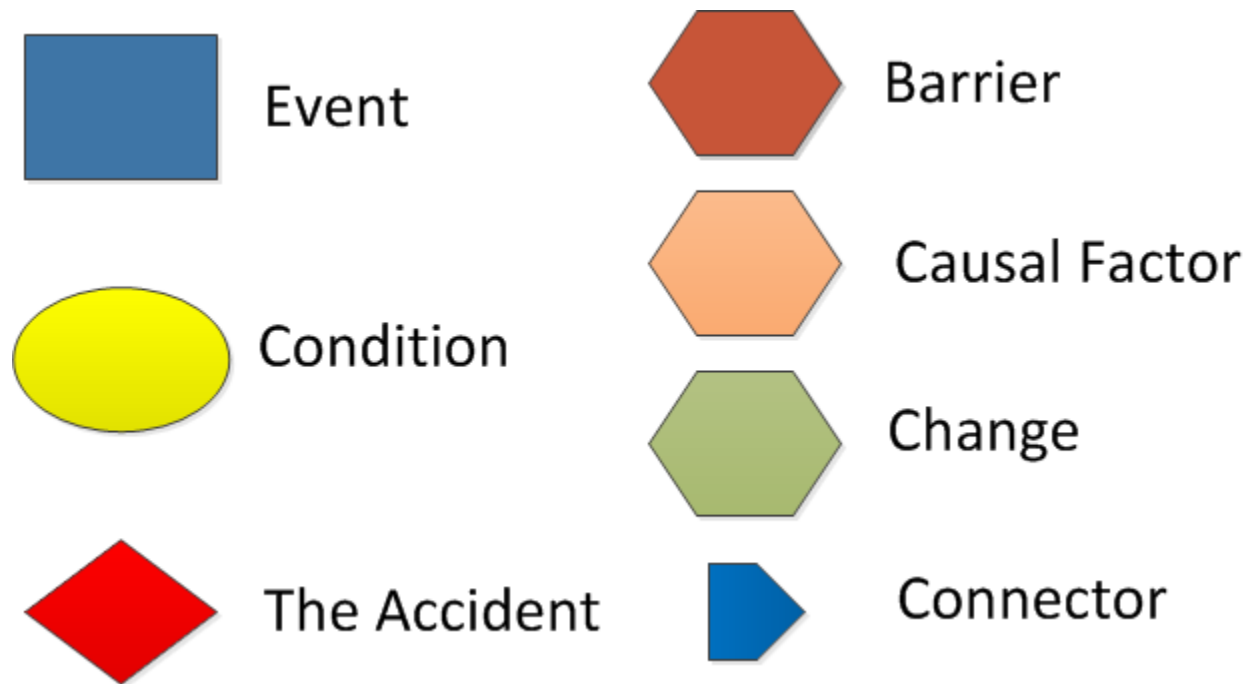 Event
Condition
The Accident
Barrier
Causal Factor
Change
Connector